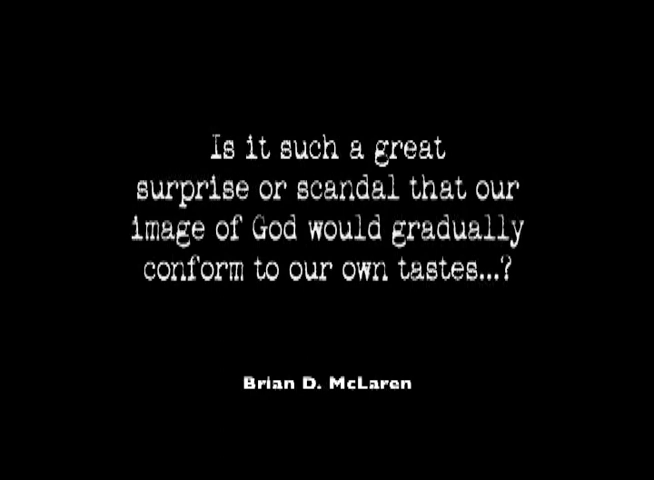 Is it such a great
surprise or scandal that our
image of God would gradually
conform to our own tastes...?
Brian D. McLaren